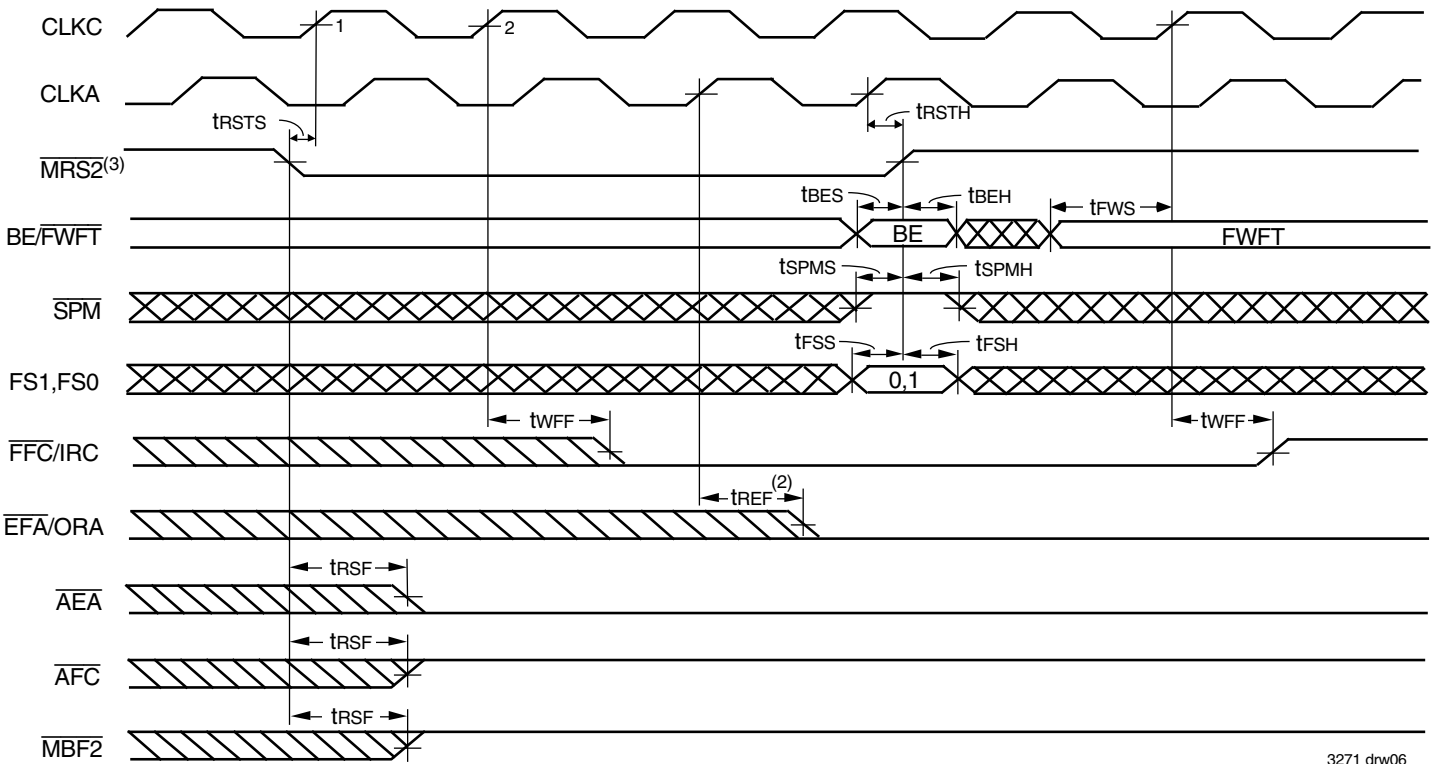 CLKC
1
2
CLKA
tRSTS
tRSTH
MRS2(3)
tBES
tBEH
tFWS
BE/FWFT
BE
FWFT
tSPMS
tSPMH
SPM
tFSS
tFSH
FS1,FS0
0,1
tWFF
tWFF
FFC/IRC
tREF(2)
EFA/ORA
tRSF
AEA
tRSF
AFC
tRSF
MBF2
3271 drw06